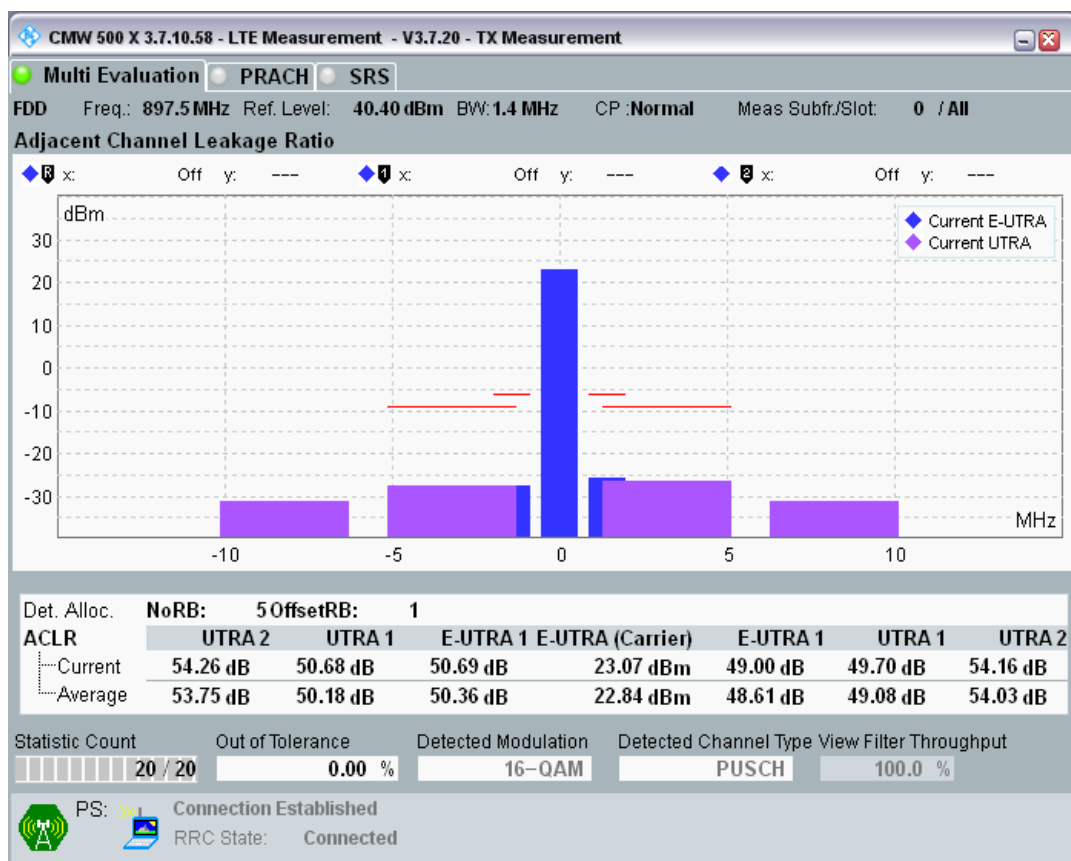 CMW 500 X 3.7.10.58 - LTE Measurement - V3.7.20 - TX Measurement
Multi Evaluation PRACH SRS
FDD Freq.: 897.5 MHz Ref. Level: 40.40 dBm BW: 1.4 MHz CP :Normal Meas Subfr./Slot: 0 / All
Adjacent Channel Leakage Ratio
R x: Off y: --- 1 x: Off y: --- 2 x: Off y: ---
dBm
Current E-UTRA
Current UTRA
30
20
10
0
-10
-20
-30
MHz
-10 -5 0 5 10
Det. Alloc. NoRB: 5 OffsetRB: 1
ACLR UTRA 2 UTRA 1 E-UTRA 1 E-UTRA (Carrier) E-UTRA 1 UTRA 1 UTRA 2
Current 54.26 dB 50.68 dB 50.69 dB 23.07 dBm 49.00 dB 49.70 dB 54.16 dB
Average 53.75 dB 50.18 dB 50.36 dB 22.84 dBm 48.61 dB 49.08 dB 54.03 dB
Statistic Count Out of Tolerance Detected Modulation Detected Channel Type View Filter Throughput
20 / 20 0.00 % 16-QAM PUSCH 100.0 %
PS: Connection Established
RRC State: Connected